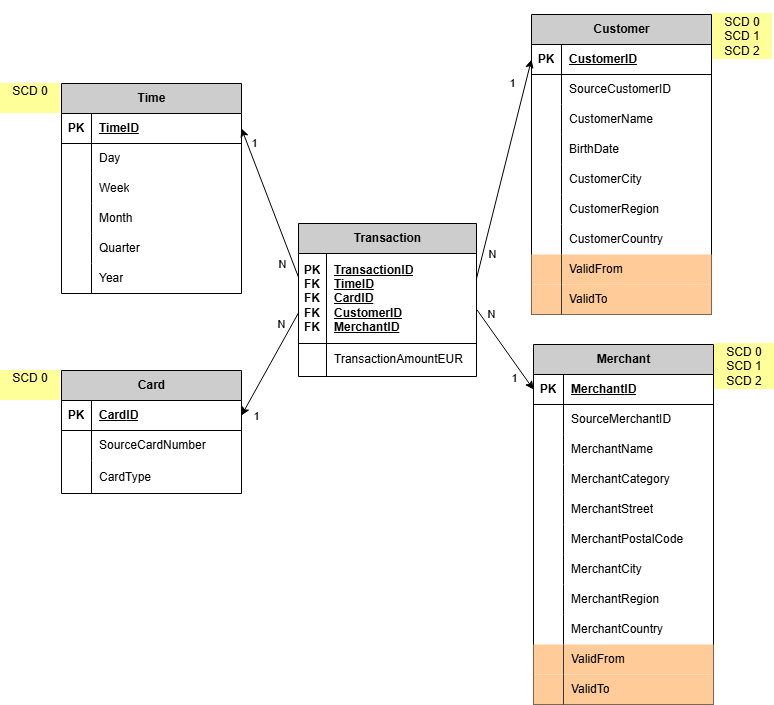 SCD 0
Time
PK TimeID
Day
Week
Month
Quarter
Year
SCD 0
Card
PK CardID
SourceCardNumber
CardType
Transaction
PK TransactionID
FK TimeID
FK CardID
FK CustomerID
FK MerchantID
TransactionAmountEUR
1
N
N
1
1
N
N
1
Customer
PK CustomerID
SourceCustomerID
CustomerName
BirthDate
CustomerCity
CustomerRegion
CustomerCountry
ValidFrom
ValidTo
SCD 0
SCD 1
SCD 2
Merchant
PK MerchantID
SourceMerchantID
MerchantName
MerchantCategory
MerchantStreet
MerchantPostalCode
MerchantCity
MerchantRegion
MerchantCountry
ValidFrom
ValidTo
SCD 0
SCD 1
SCD 2